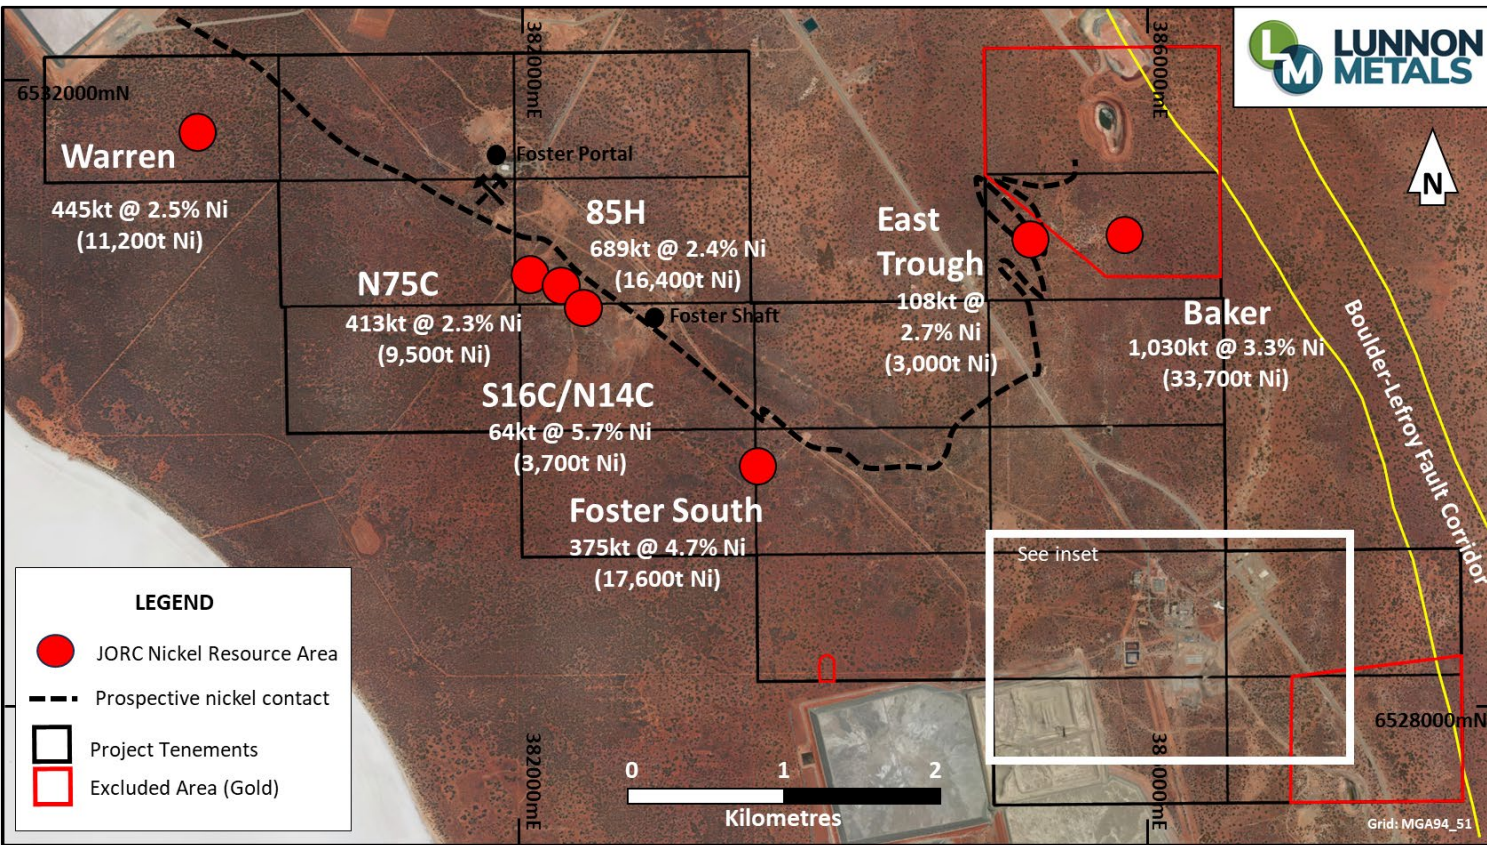 382000mE
386000mE
LM
LUNNON
METALS
6532000mN
Foster Portal
N
Warren
445kt @ 2.5% Ni
(11,200t Ni)
85H
689kt @ 2.4% Ni
(16,400t Ni)
East
Trough
108kt @
2.7% Ni
(3,000t Ni)
N75C
413kt @ 2.3% Ni
(9,500t Ni)
Foster Shaft
Baker
1,030kt @ 3.3% Ni
(33,700t Ni)
Boulder-Lefroy Fault Corridor
S16C/N14C
64kt @ 5.7% Ni
(3,700t Ni)
Foster South
375kt @ 4.7% Ni
(17,600t Ni)
See inset
LEGEND
JORC Nickel Resource Area
Prospective nickel contact
Project Tenements
Excluded Area (Gold)
6528000mN
382000mE
386000mE
0 1 2
Kilometres
Grid: MGA94_51